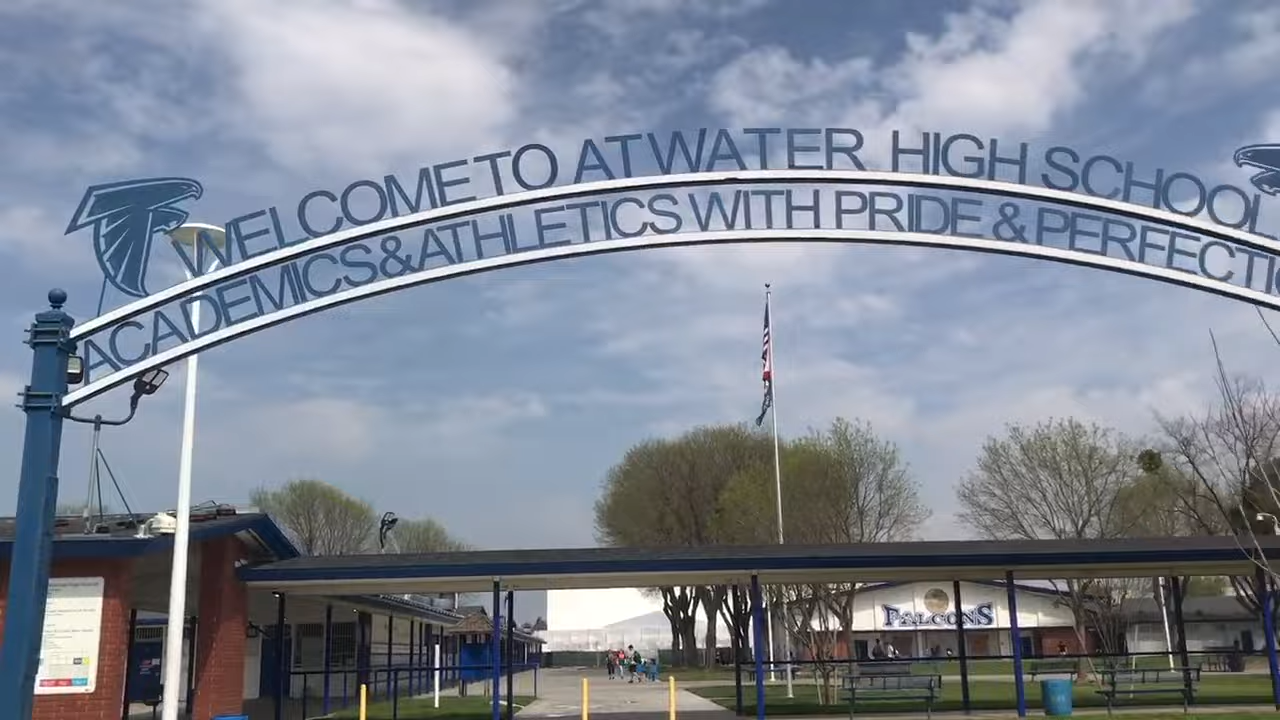 WELCOME TO ATWATER HIGH SCHOOL
ACADEMICS & ATHLETICS WITH PRIDE & PERFECTI
FALCONS